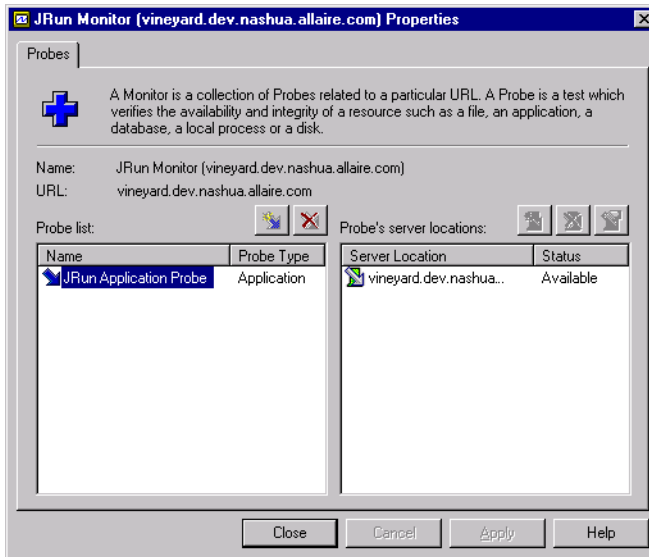 JRun Monitor (vineyard.dev.nashua.allaire.com) Properties
Probes
A Monitor is a collection of Probes related to a particular URL. A Probe is a test which
verifies the availability and integrity of a resource such as a file, an application, a
database, a local process or a disk.
Name: JRun Monitor (vineyard.dev.nashua.allaire.com)
URL: vineyard.dev.nashua.allaire.com
Probe list: Probe's server locations:
Name Probe Type Server Location Status
JRun Application Probe Application vineyard.dev.nashua... Available
Close Cancel Apply Help